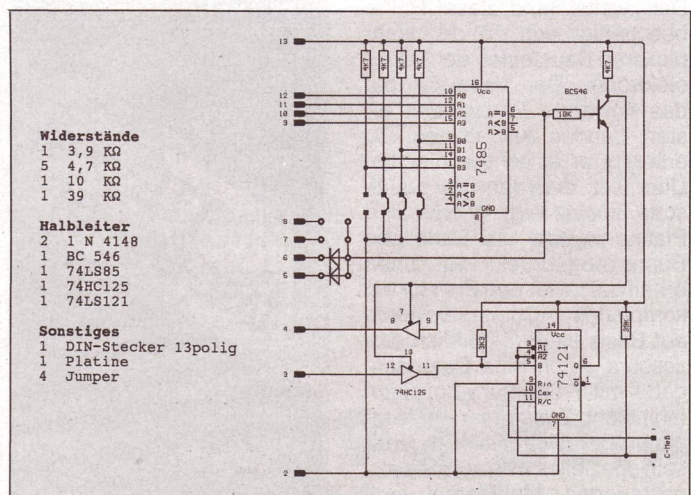 Widerstände
1 3,9 KΩ
5 4,7 KΩ
1 10 KΩ
1 39 KΩ
Halbleiter
2 1 N 4148
1 BC 546
1 74LS85
1 74HC125
1 74LS121
Sonstiges
1 DIN-Stecker 13polig
1 Platine
4 Jumper
13
4K7
4K7
4K7
4K7
4K7
12
11
10
9
16
Vcc
10 A0
12 A1
13 A2
15 A3
9 B0
11 B1
14 B2
1 B3
3 A=B
2 A<B
4 A>B
7485
A=B 6
A<B 7
A>B 5
GND
8
10K
BC546
8
7
6
5
4
8 9
7
3
12 11
13
74HC125
3K3
39K
14
Vcc
3 A1
4 A2
5 B
9 Rin
10 Cex
11 R/C
74121
Q 6
Q 1
GND
7
C-MeB
2